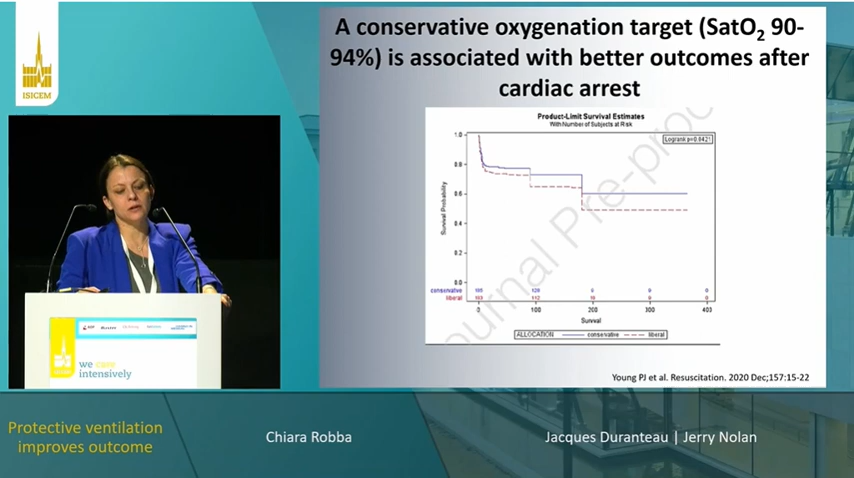 ISICEM
A conservative oxygenation target (SatO2 90-
94%) is associated with better outcomes after
cardiac arrest
Product-Limit Survival Estimates
With Number of Subjects at Risk
1.0
0.8
0.6
0.4
0.2
0.0
Survival Probability
conservative
liberal
0 100 200 300 403
Survival
ALLOCATION conservative liberal
Journal Pre-proo
Young PJ et al. Resuscitation. 2020 Dec;157:15-22
we care
intensively
Protective ventilation
improves outcome
Chiara Robba
Jacques Duranteau | Jerry Nolan